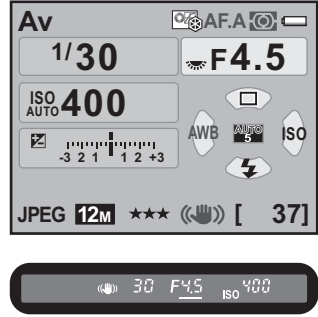 Av AF.A
1/30 F4.5
ISO AUTO 400
-3 2 1 1 2 +3
AWB AUTO 5 ISO
JPEG 12M ★★★ [ 37]
30 F4.5 ISO 400